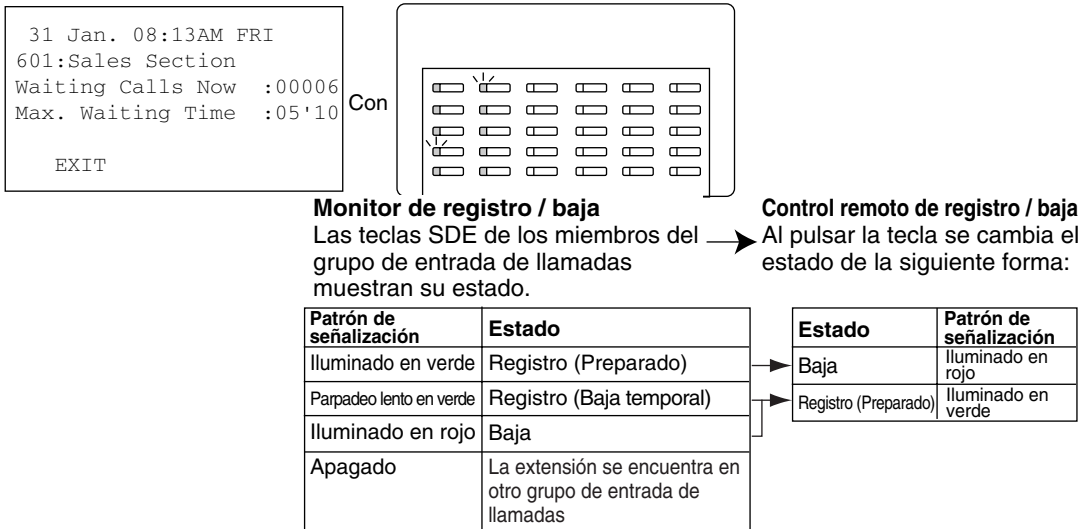 31 Jan. 08:13AM FRI
601:Sales Section
Waiting Calls Now :00006
Max. Waiting Time :05'10
EXIT
Con
Monitor de registro / baja
Las teclas SDE de los miembros del
grupo de entrada de llamadas
muestran su estado.
Control remoto de registro / baja
Al pulsar la tecla se cambia el
estado de la siguiente forma:
Patrón de
señalización
Estado
Iluminado en verde
Registro (Preparado)
Parpadeo lento en verde
Registro (Baja temporal)
Iluminado en rojo
Baja
Apagado
La extensión se encuentra en
otro grupo de entrada de
llamadas
Estado
Patrón de
señalización
Baja
Iluminado en
rojo
Registro (Preparado)
Iluminado en
verde